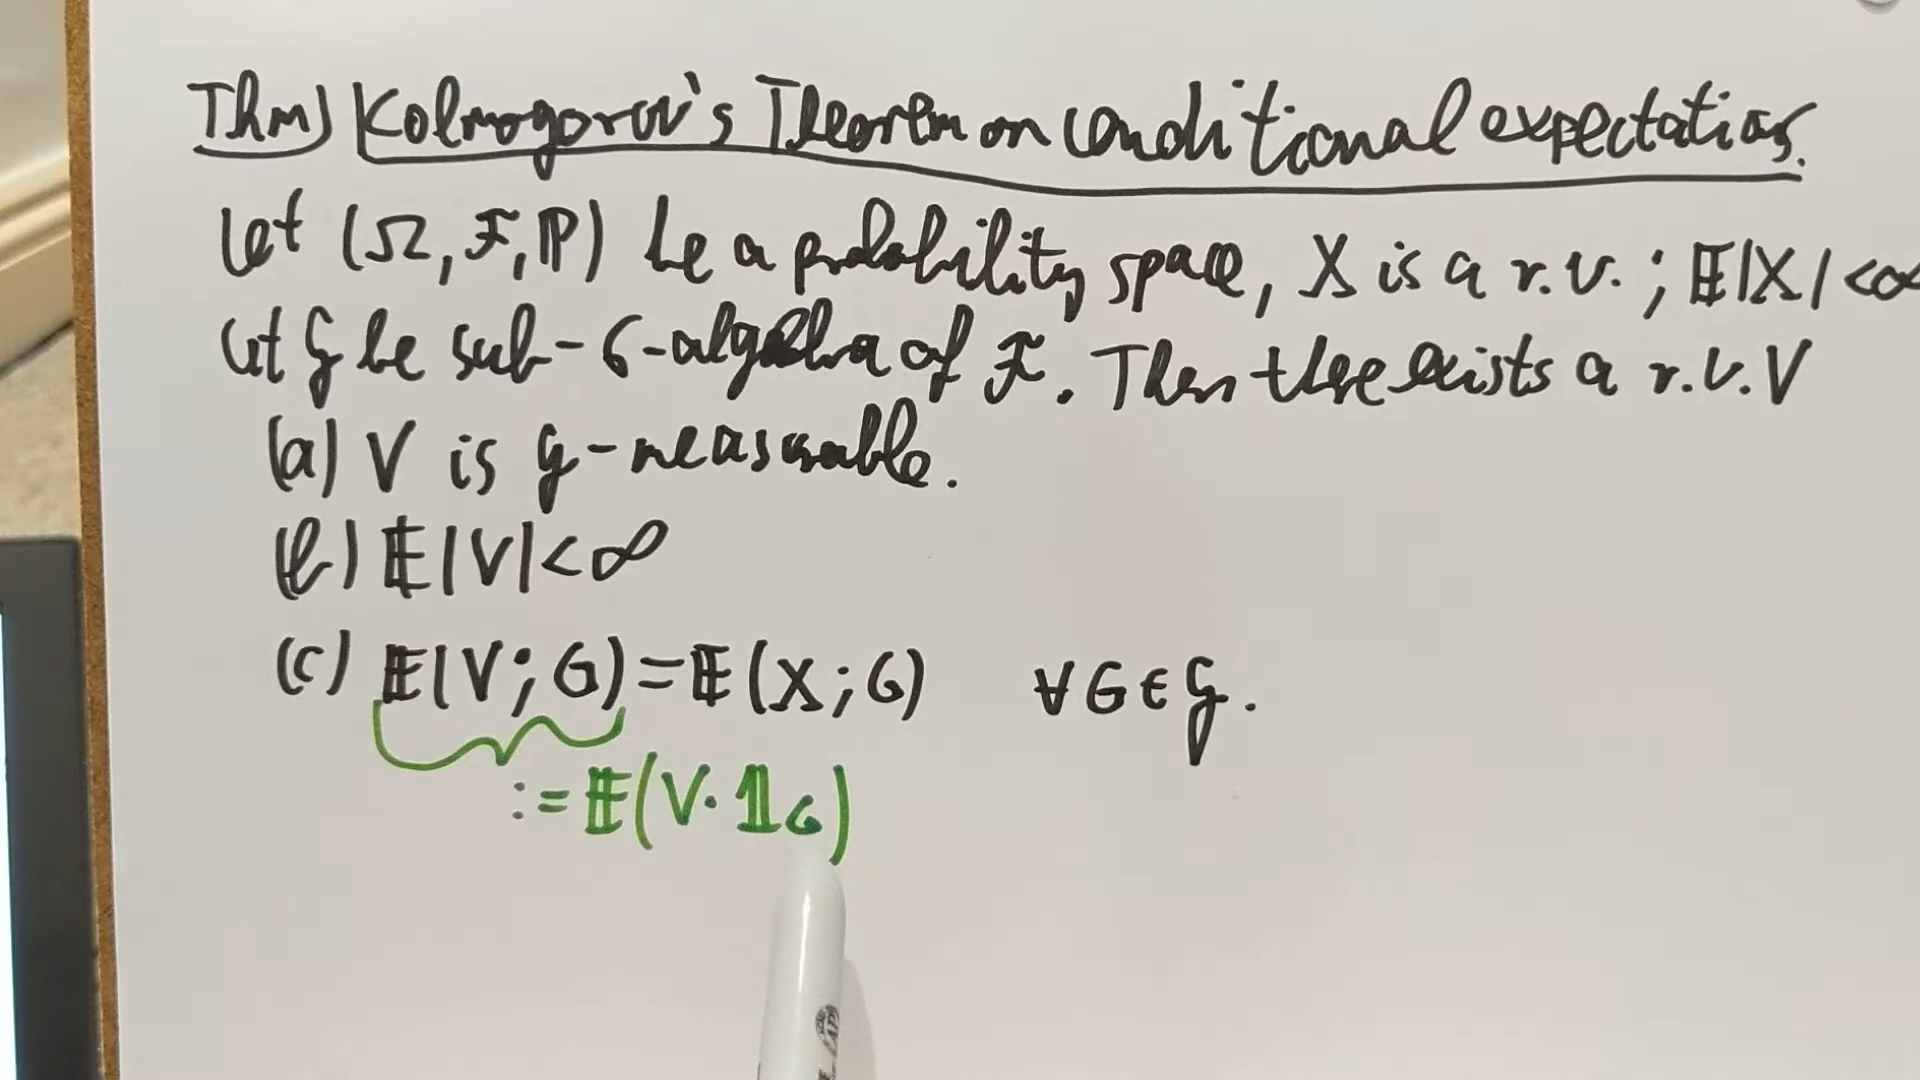 Thm) Kolmogorov's Theorem on conditional expectations.
Let (Ω, ℱ, ℙ) be a probability space, X is a r.v. ; 𝔼|X| < ∞
Let 𝒢 be sub-σ-algebra of ℱ. Then there exists a r.v. V
(a) V is 𝒢-measurable.
(b) 𝔼|V| < ∞
(c) 𝔼(V; G) = 𝔼(X; G) ∀ G ∈ 𝒢.
:= 𝔼(V · 𝟙_G)